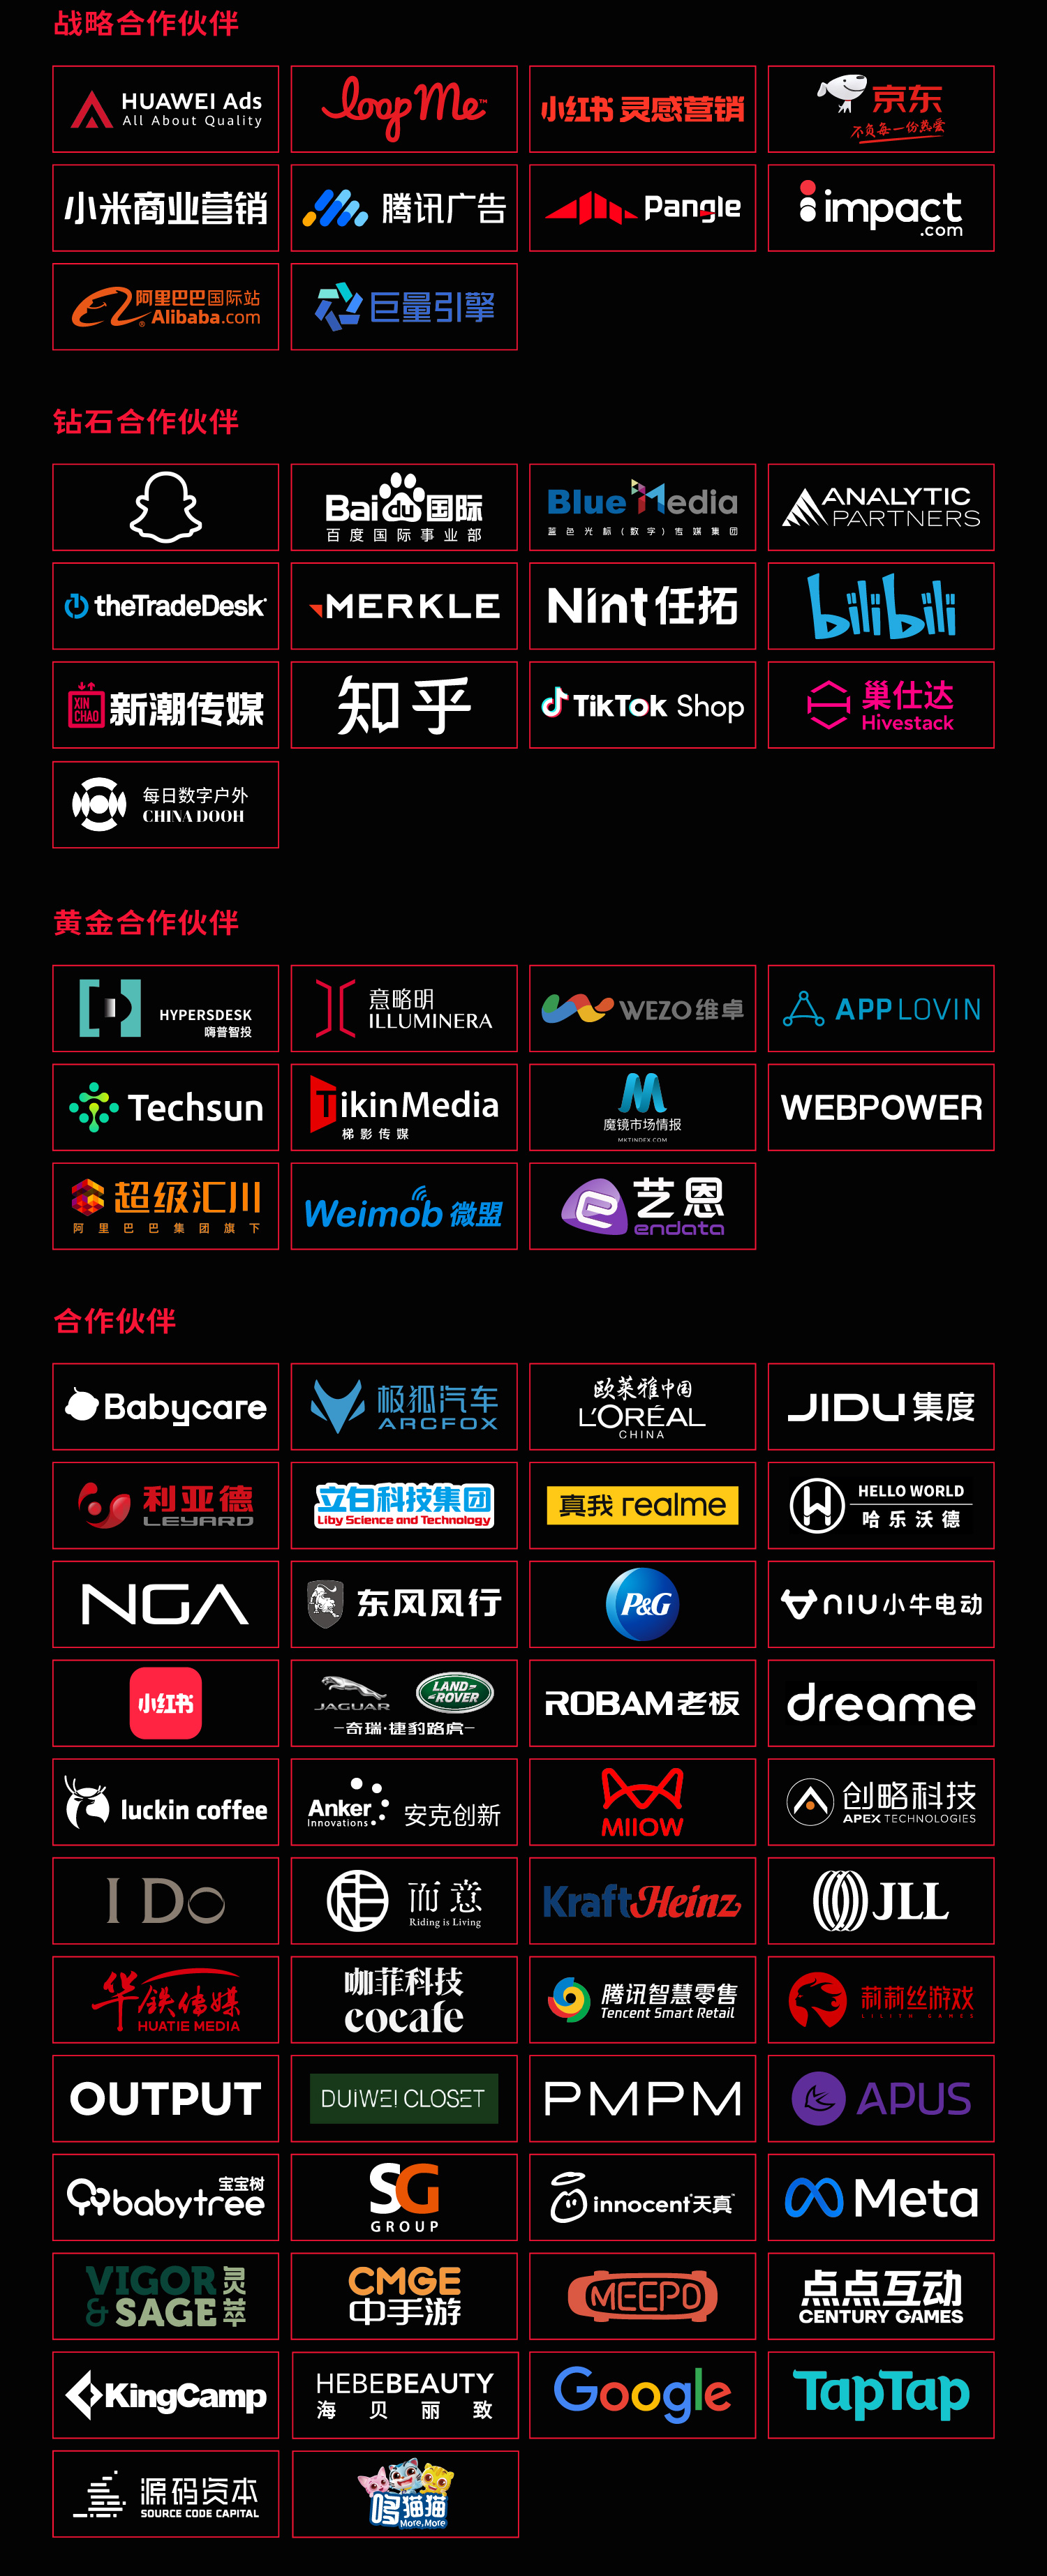 战略合作伙伴
HUAWEI Ads
All About Quality
loop Me™
小红书 灵感营销
京东
不负每一份热爱
小米商业营销
腾讯广告
Pangle
impact
.com
阿里巴巴国际站
®Alibaba.com
巨量引擎
钻石合作伙伴
Bai du 国际
百度国际事业部
BlueMedia
蓝色光标(数字)传媒集团
ANALYTIC
PARTNERS
theTradeDesk
MERKLE
Nint 任拓
bilibili
XIN
CHAO
新潮传媒
知乎
TikTok Shop
巢仕达
Hivestack
每日数字户外
CHINA DOOH
黄金合作伙伴
HYPERSDESK
嗨普智投
意略明
ILLUMINERA
WEZO 维卓
APPLOVIN
Techsun
TikinMedia
梯影传媒
魔镜市场情报
MKTINDEX.COM
WEBPOWER
超级汇川
阿里巴巴集团旗下
Weimob 微盟
艺恩
endata
合作伙伴
Babycare
极狐汽车
ARCFOX
欧莱雅中国
L'ORÉAL
CHINA
JIDU 集度
利亚德
LEYARD
立白科技集团
Liby Science and Technology
真我 realme
HELLO WORLD
哈乐沃德
NGA
东风风行
P&G
NIU 小牛电动
小红书
JAGUAR
LAND-
-ROVER
—奇瑞·捷豹路虎—
ROBAM 老板
dreame
luckin coffee
Anker
Innovations
安克创新
MIIOW
创略科技
APEX TECHNOLOGIES
I Do
而意
Riding is Living
KraftHeinz
JLL
华铁传媒
HUATIE MEDIA
咖菲科技
cocafe
腾讯智慧零售
Tencent Smart Retail
莉莉丝游戏
LILITH GAMES
OUTPUT
DUIWEI CLOSET
PMPM
APUS
宝宝树
babytree
SG
GROUP
innocent 天真™
Meta
VIGOR
& SAGE
灵萃
CMGE
中手游
MEEPO
点点互动
CENTURY GAMES
KingCamp
HEBEBEAUTY
海贝丽致
Google
TapTap
源码资本
SOURCE CODE CAPITAL
哆猫猫
More,More